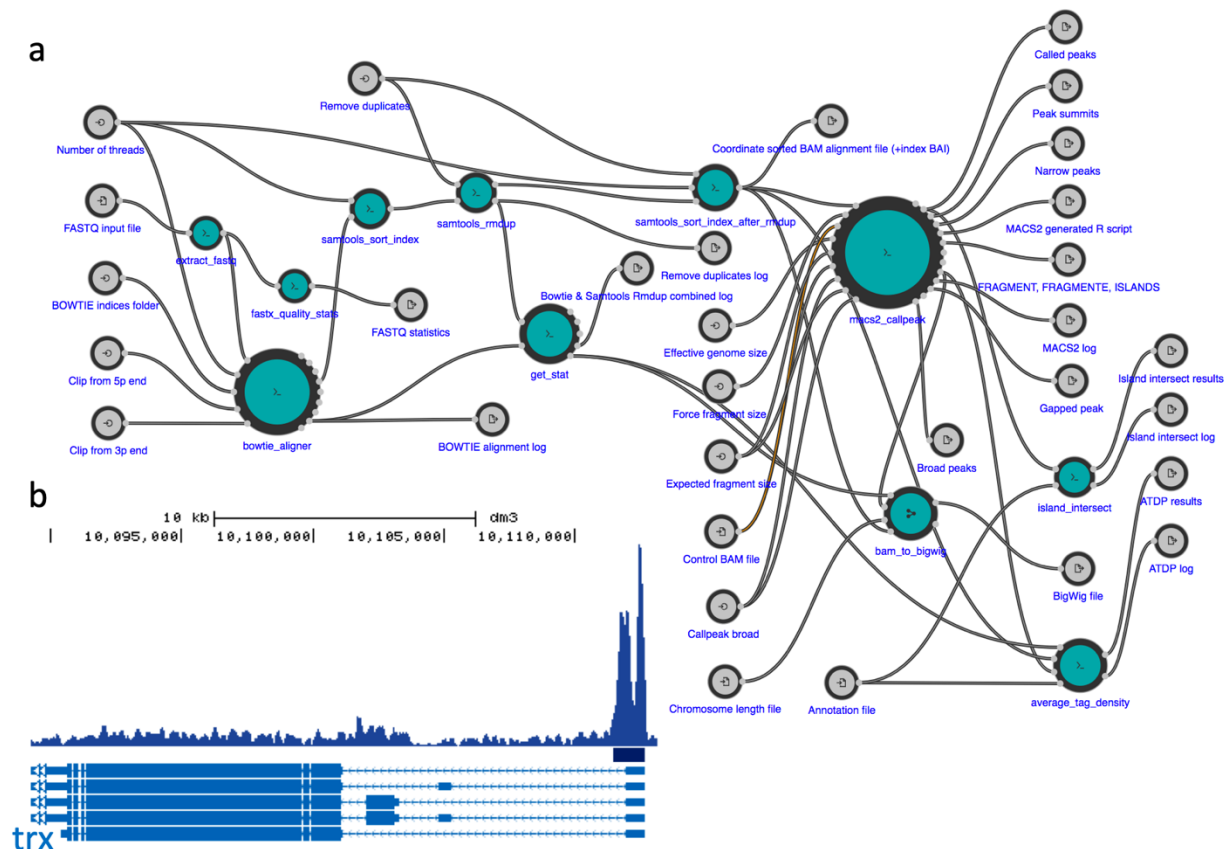 a
Called peaks
Remove duplicates
Peak summits
Number of threads
Coordinate sorted BAM alignment file (+index BAI)
Narrow peaks
FASTQ input file
samtools_rmdup
samtools_sort_index_after_rmdup
MACS2 generated R script
samtools_sort_index
extract_fastq
Remove duplicates log
FRAGMENT, FRAGMENTE, ISLANDS
BOWTIE indices folder
Bowtie & Samtools Rmdup combined log
fastx_quality_stats
macs2_callpeak
FASTQ statistics
MACS2 log
Effective genome size
Clip from 5p end
get_stat
Island intersect results
Gapped peak
Force fragment size
Clip from 3p end
bowtie_aligner
BOWTIE alignment log
Island intersect log
Broad peaks
Expected fragment size
island_intersect
ATDP results
bam_to_bigwig
Control BAM file
ATDP log
BigWig file
Callpeak broad
Chromosome length file
Annotation file
average_tag_density
b
10 kb dm3
10,095,000 10,100,000 10,105,000 10,110,000
trx